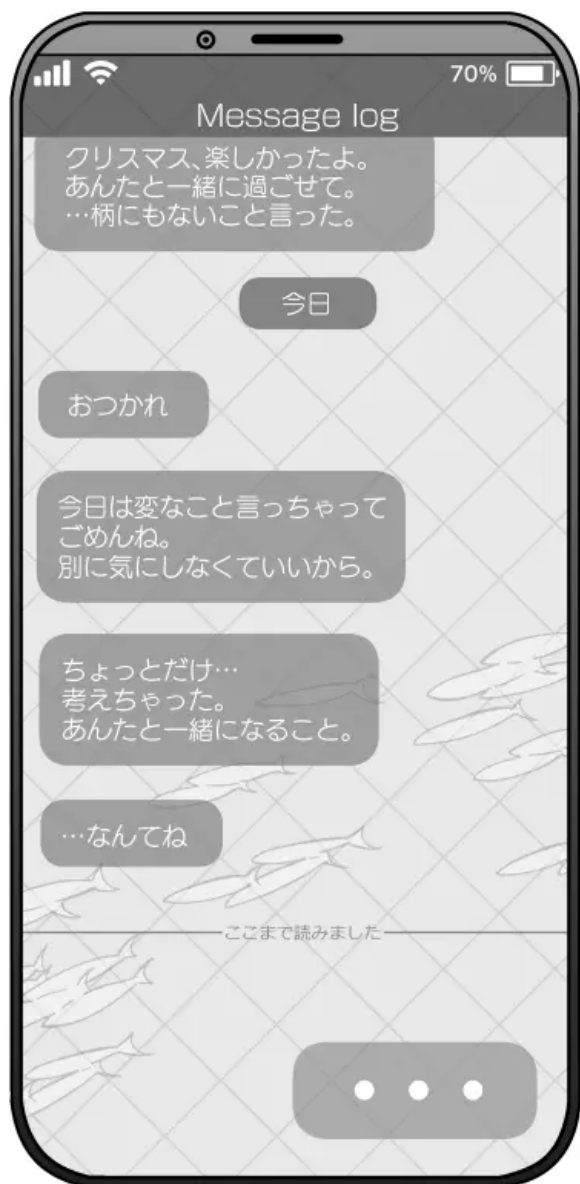 70%
Message log
クリスマス、楽しかったよ。
あんたと一緒に過ごせて。
…柄にもないこと言った。
今日
おつかれ
今日は変なこと言っちゃって
ごめんね。
別に気にしなくていいから。
ちょっとだけ…
考えちゃった。
あんたと一緒になること。
…なんてね
ここまで読みました